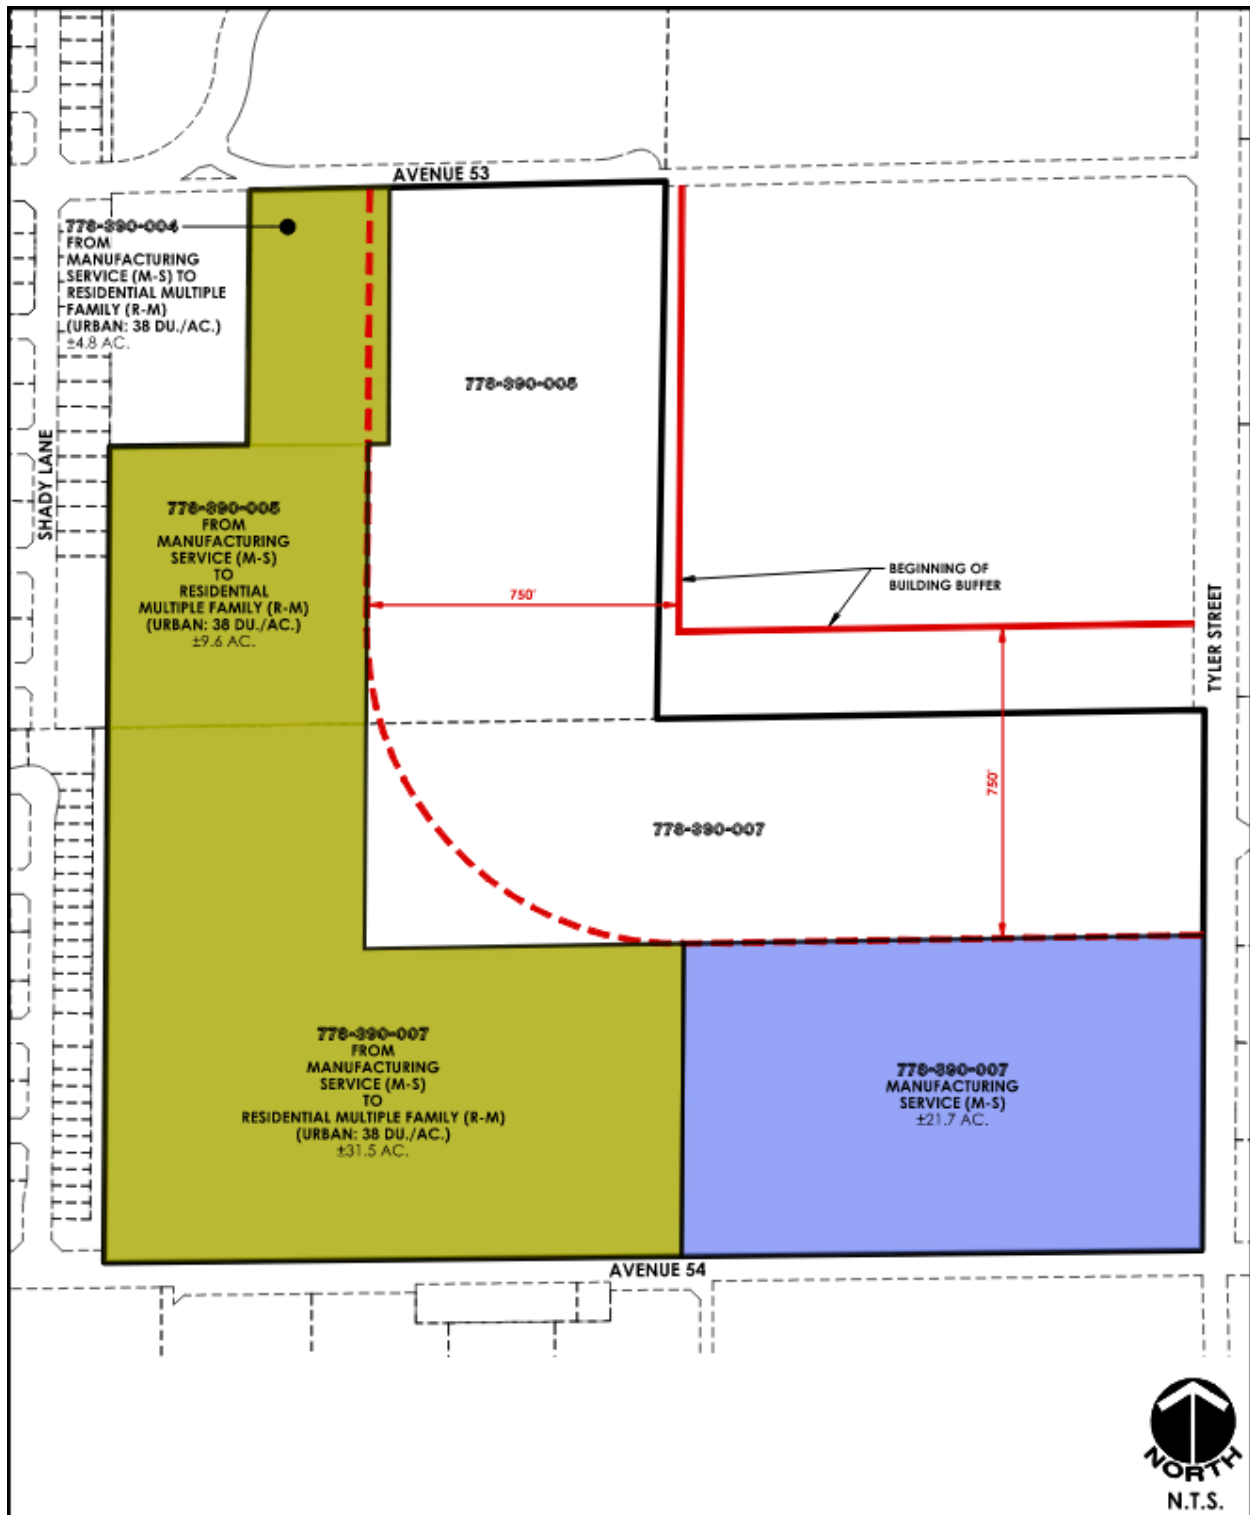 AVENUE 53
778-390-004
FROM
MANUFACTURING
SERVICE (M-S) TO
RESIDENTIAL MULTIPLE
FAMILY (R-M)
(URBAN: 38 DU./AC.)
±4.8 AC.
778-390-005
SHADY LANE
778-390-005
FROM
MANUFACTURING
SERVICE (M-S)
TO
RESIDENTIAL
MULTIPLE FAMILY (R-M)
(URBAN: 38 DU./AC.)
±9.6 AC.
750'
BEGINNING OF
BUILDING BUFFER
TYLER STREET
750'
778-390-007
778-390-007
FROM
MANUFACTURING
SERVICE (M-S)
TO
RESIDENTIAL MULTIPLE FAMILY (R-M)
(URBAN: 38 DU./AC.)
±31.5 AC.
778-390-007
MANUFACTURING
SERVICE (M-S)
±21.7 AC.
AVENUE 54
NORTH
N.T.S.